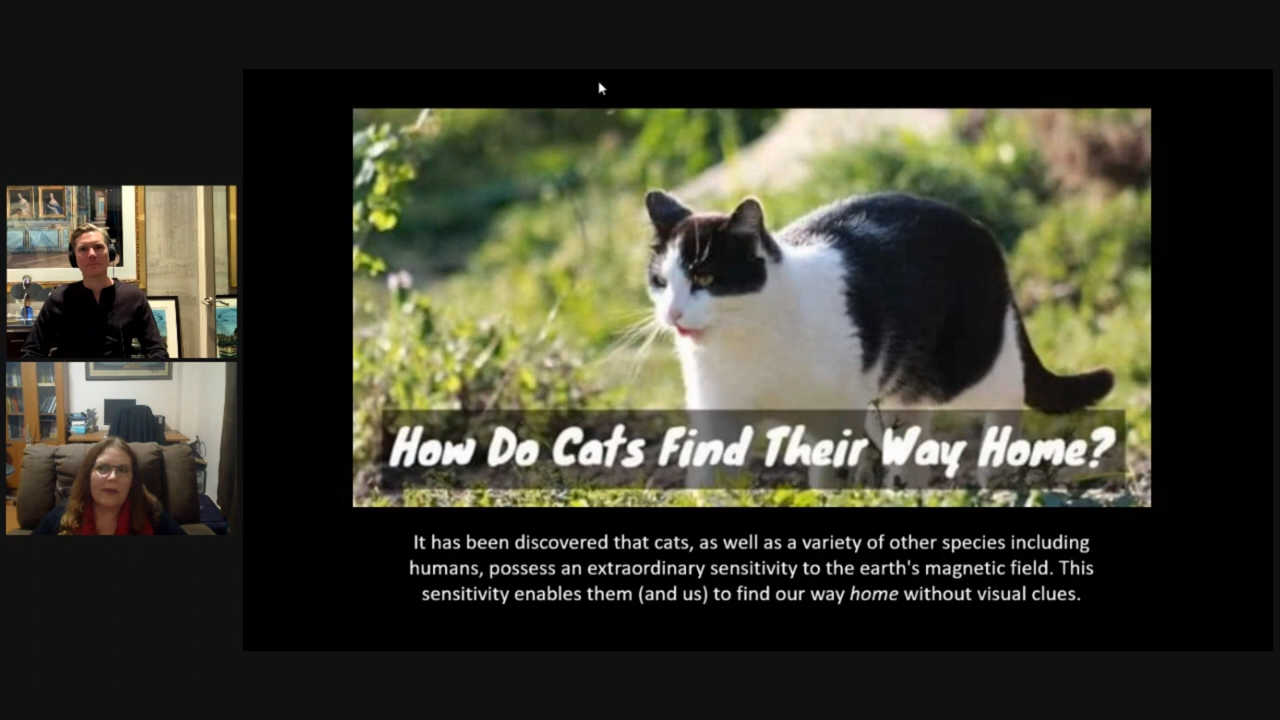 How Do Cats Find Their Way Home?
It has been discovered that cats, as well as a variety of other species including
humans, possess an extraordinary sensitivity to the earth's magnetic field. This
sensitivity enables them (and us) to find our way home without visual clues.